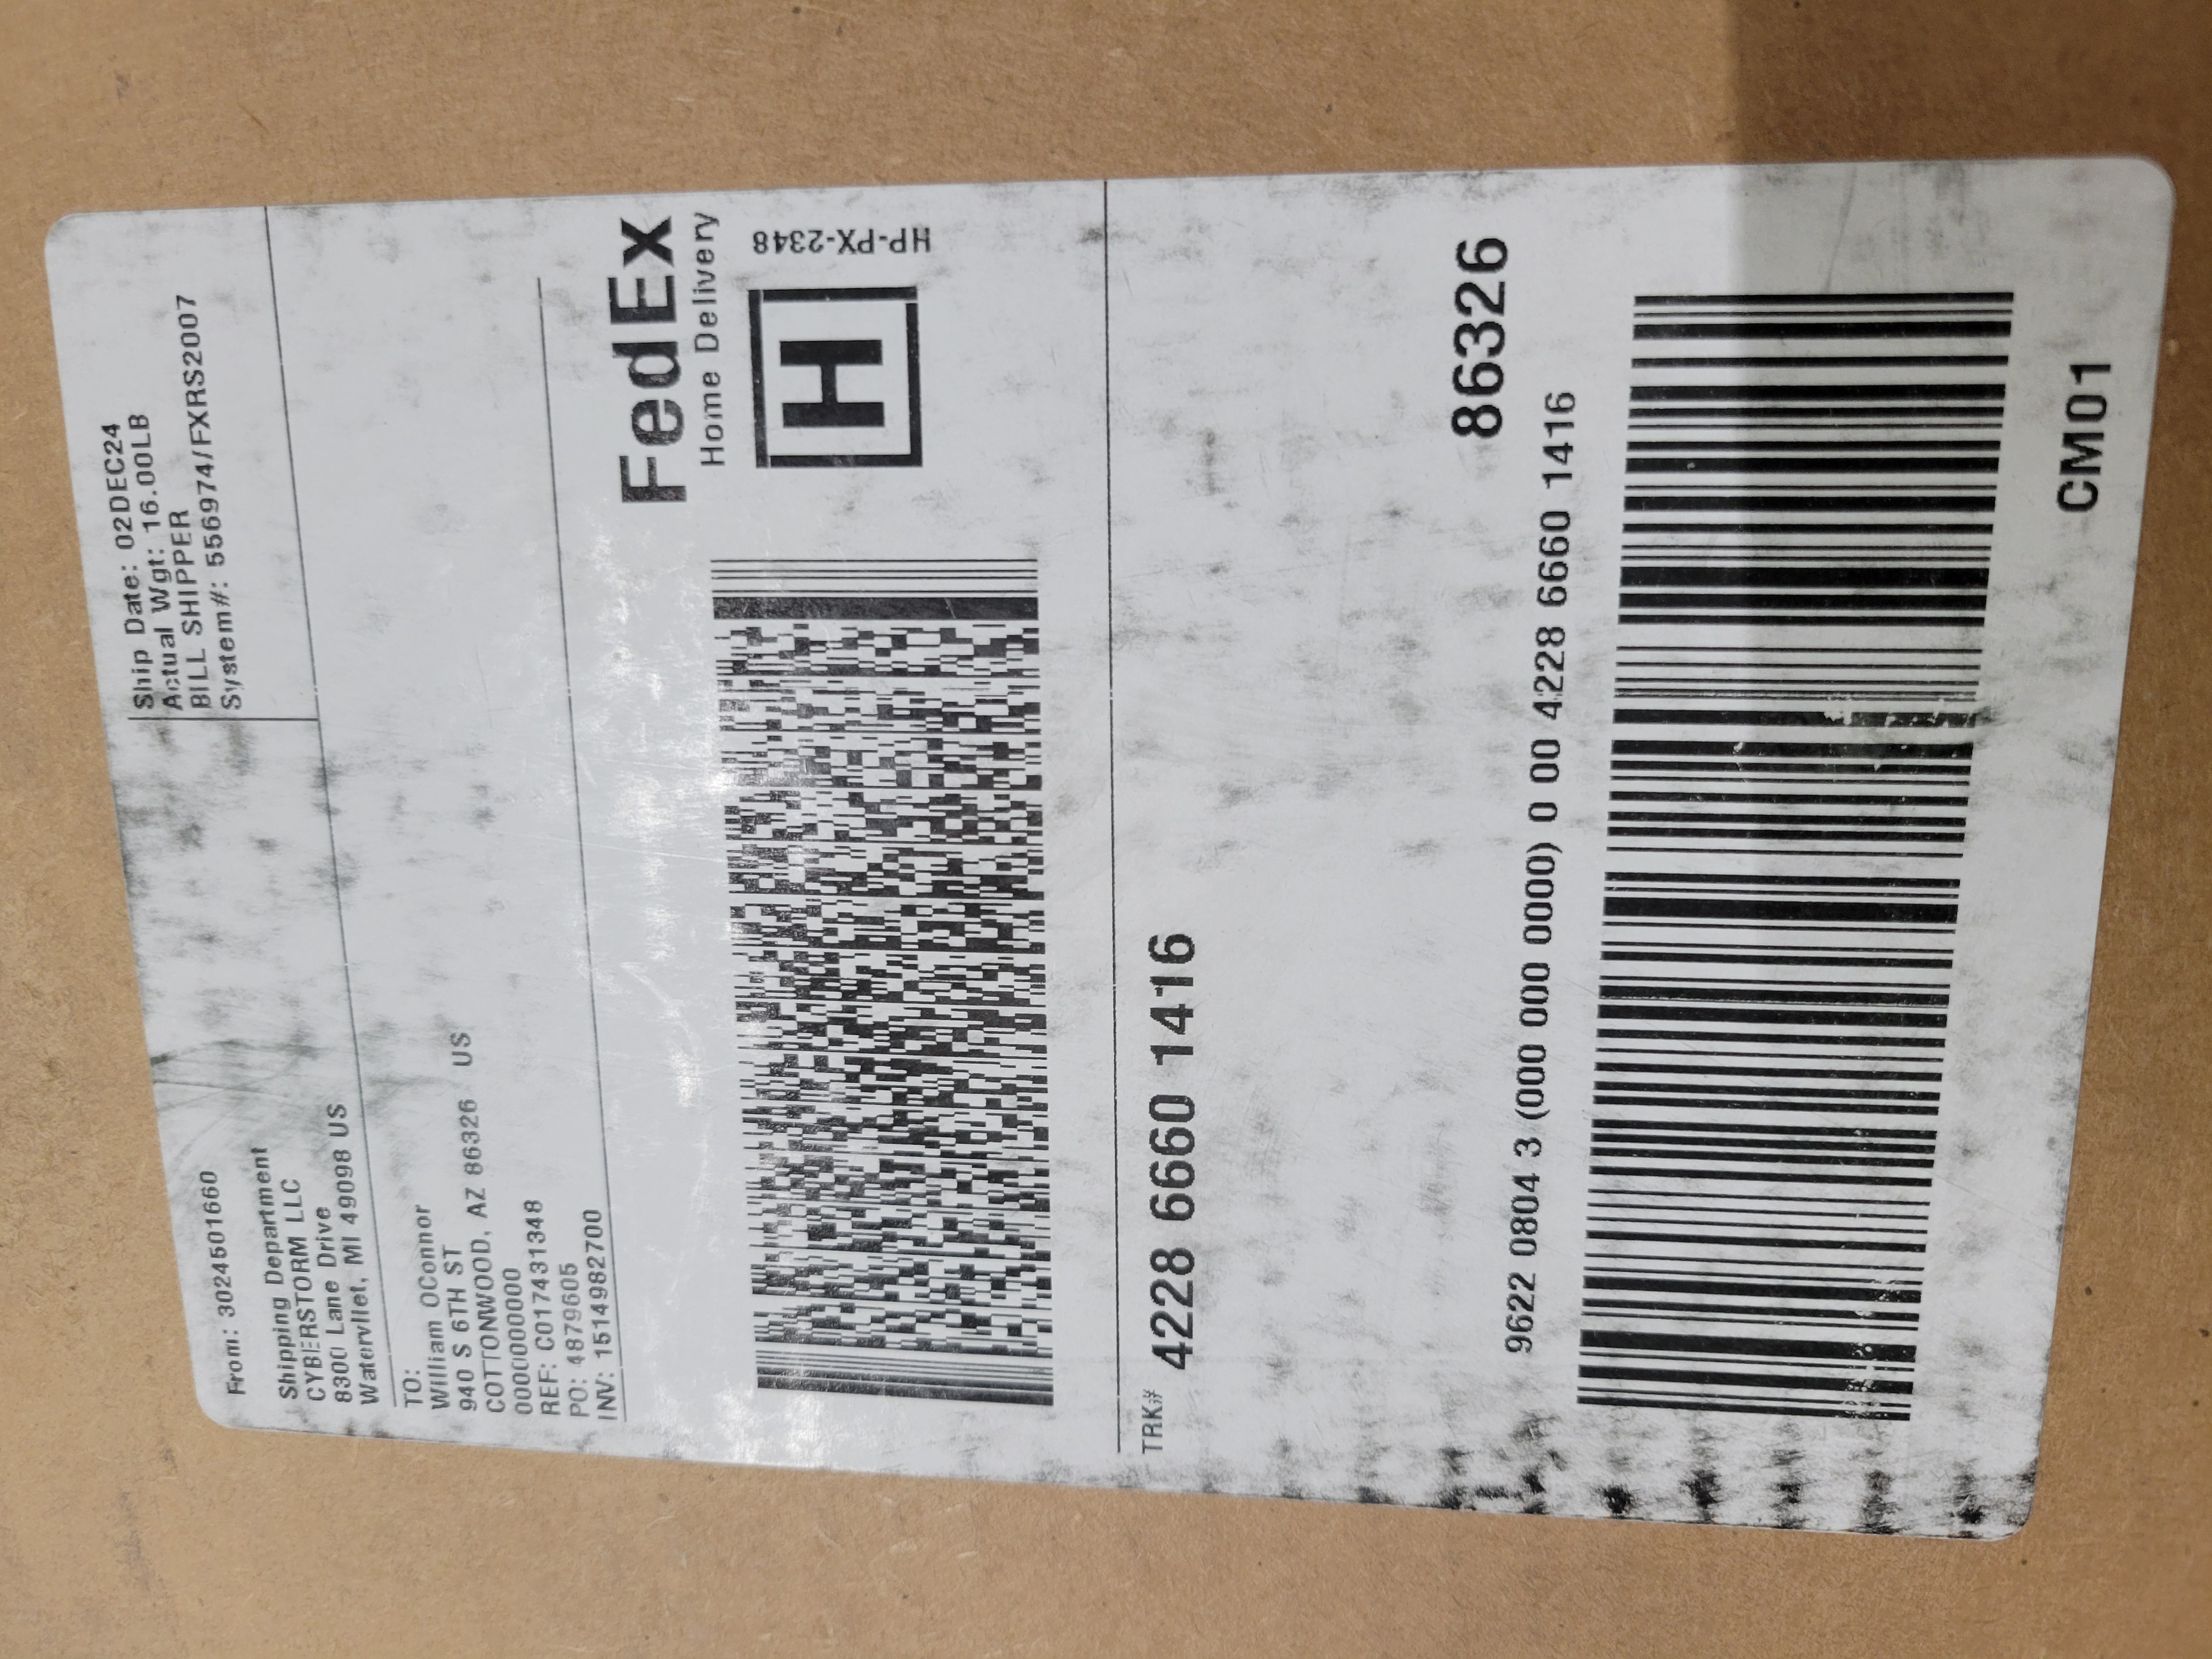 From: 3024501660
Shipping Department
CYBERSTORM LLC
8300 Lane Drive
Watervliet, MI 49098 US
Ship Date: 02DEC24
Actual Wgt: 16.00LB
BILL SHIPPER
System#: 5569974/FXRS2007
TO:
William OConnor
940 S 6TH ST
COTTONWOOD, AZ 86326 US
0000000000
REF: C017431348
PO: 4879605
INV: 1514982700
FedEx
Home Delivery
H
HP-PX-2348
TRK#
4228 6660 1416
86326
9622 0804 3 (000 000 0000) 0 00 4228 6660 1416
CM01